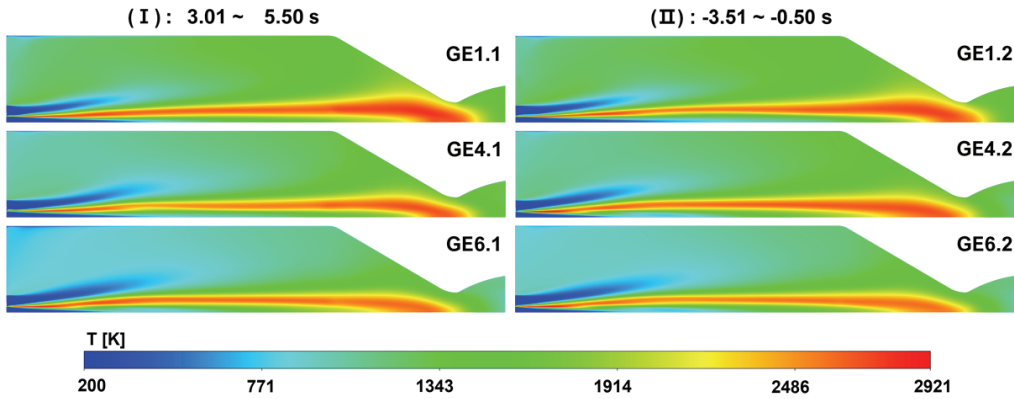 (Ⅰ) : 3.01 ~ 5.50 s
(Ⅱ) : -3.51 ~ -0.50 s
GE1.1
GE1.2
GE4.1
GE4.2
GE6.1
GE6.2
T [K]
200 771 1343 1914 2486 2921